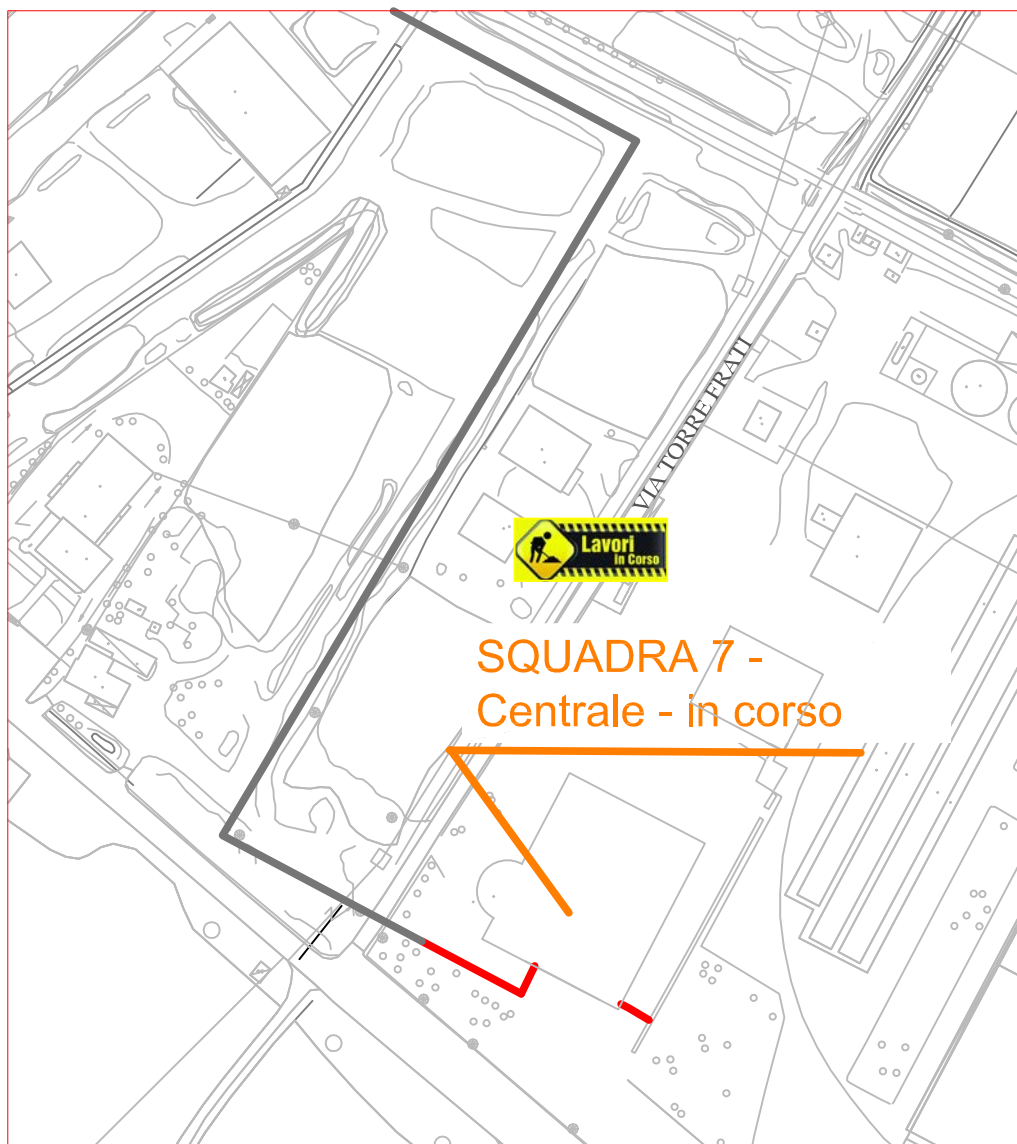 VIA TORRE FRATI
Lavori
In Corso
SQUADRA 7 -
Centrale - in corso